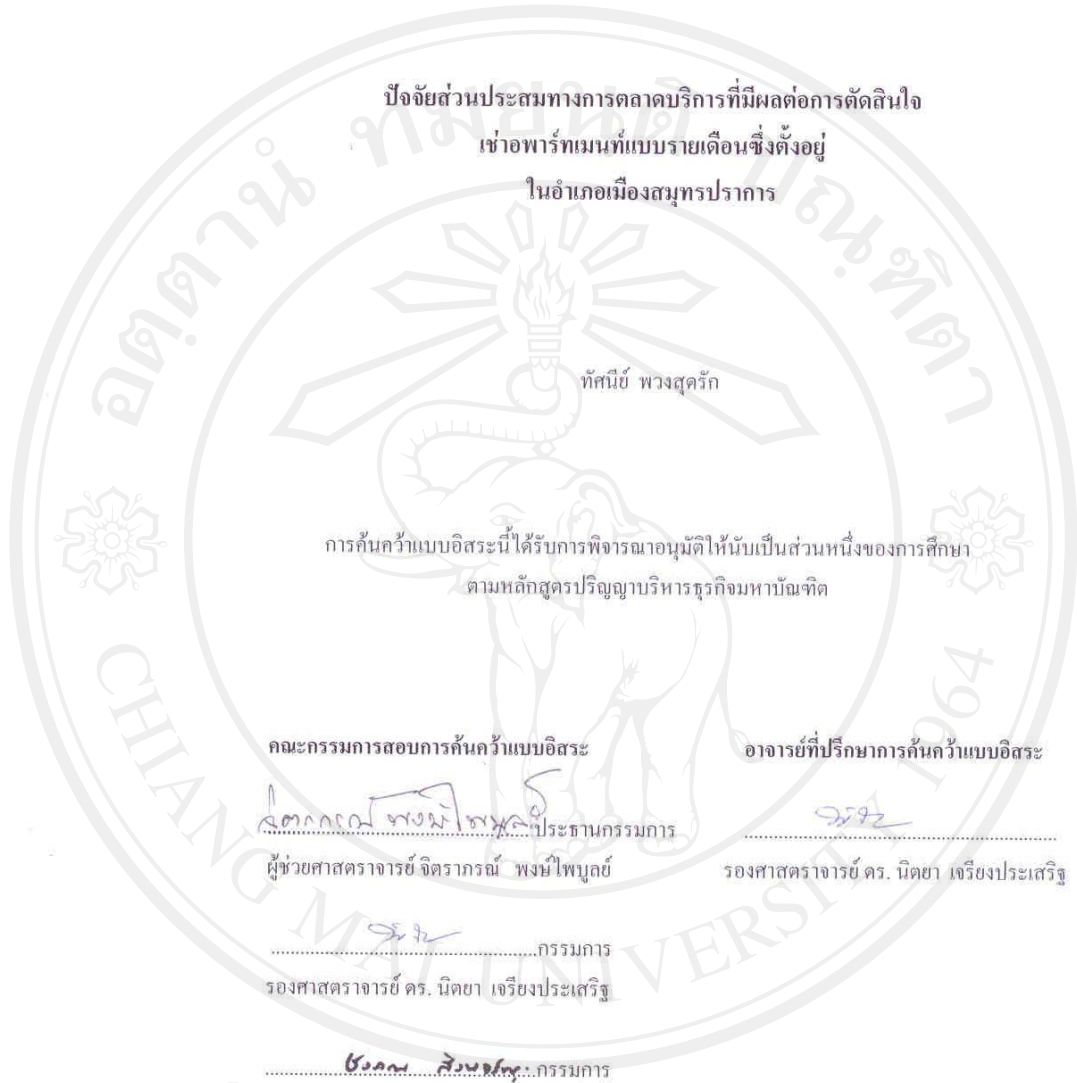 ปัจจัยส่วนประสมทางการตลาดบริการที่มีผลต่อการตัดสินใจ
เช่าอพาร์ทเมนท์แบบรายเดือนซึ่งตั้งอยู่
ในอำเภอเมืองสมุทรปราการ
ทัศนีย์ พวงสุดรัก
การค้นคว้าแบบอิสระนี้ได้รับการพิจารณาอนุมัติให้นับเป็นส่วนหนึ่งของการศึกษา
ตามหลักสูตรปริญญาบริหารธุรกิจมหาบัณฑิต
คณะกรรมการสอบการค้นคว้าแบบอิสระ
ประธานกรรมการ
ผู้ช่วยศาสตราจารย์ จิตราภรณ์ พงษ์ไพบูลย์
กรรมการ
รองศาสตราจารย์ ดร. นิตยา เจรียงประเสริฐ
กรรมการ
อาจารย์ที่ปรึกษาการค้นคว้าแบบอิสระ
รองศาสตราจารย์ ดร. นิตยา เจรียงประเสริฐ
อตฺตานํ ทมยนฺติ ปณฺฑิตา
CHIANG MAI UNIVERSITY 1964